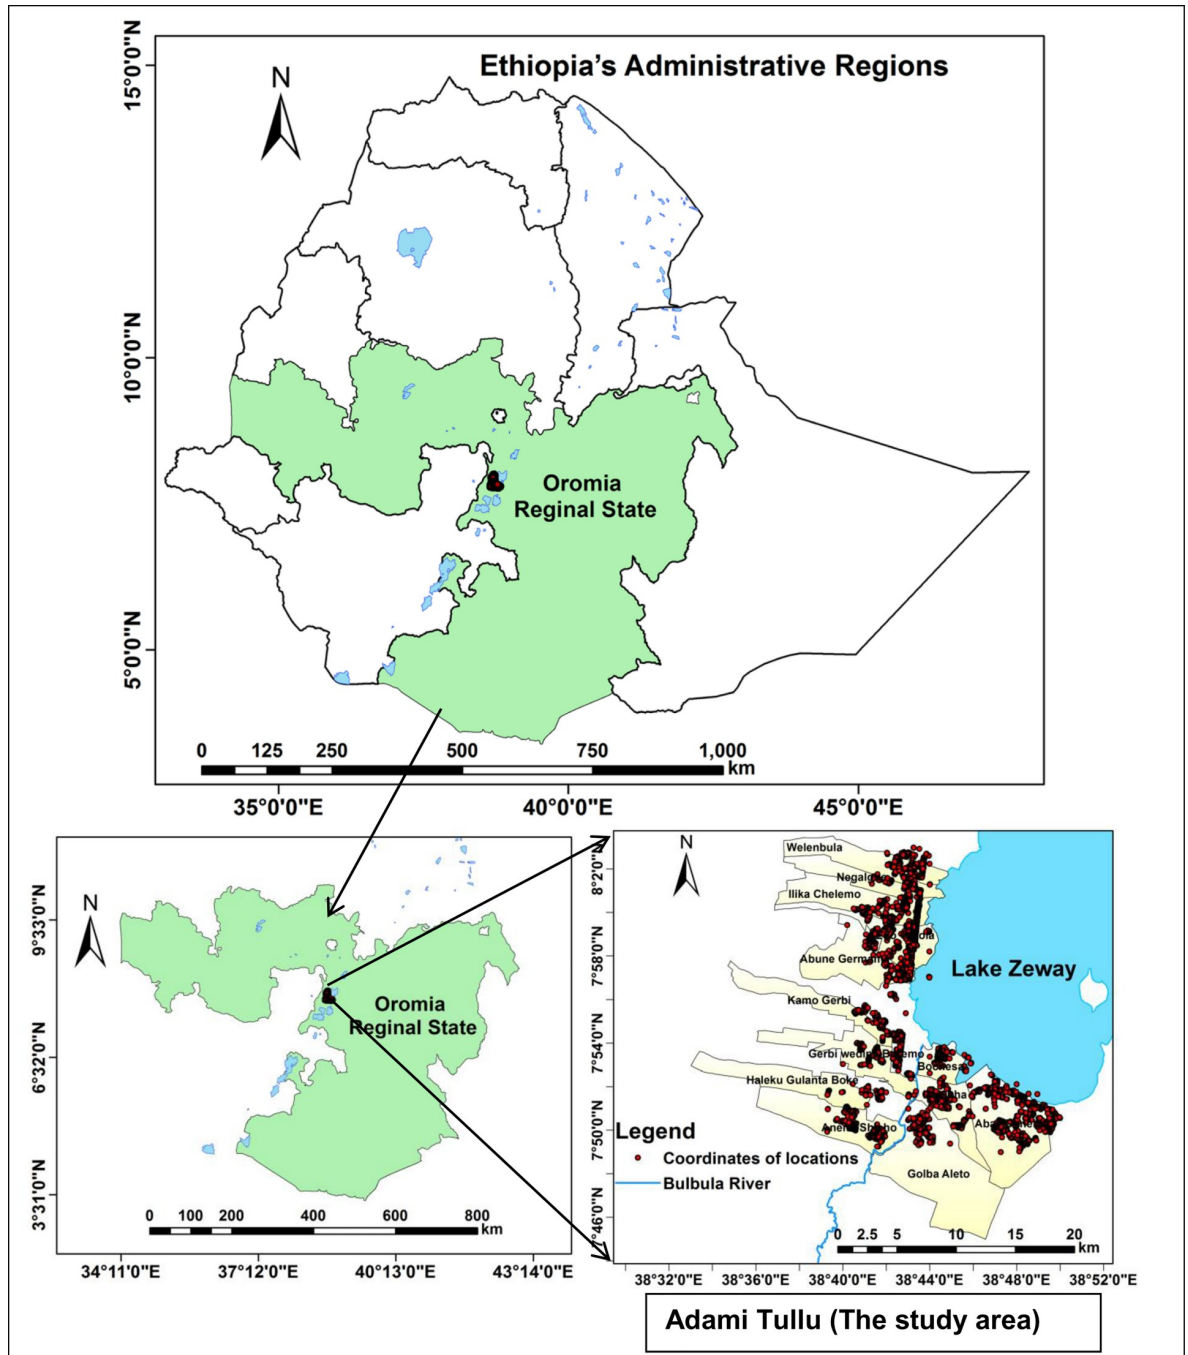 Ethiopia's Administrative Regions
N
15°0'0"N
10°0'0"N
5°0'0"N
Oromia
Reginal State
0 125 250 500 750 1,000
km
35°0'0"E 40°0'0"E 45°0'0"E
N
9°33'0"N
6°32'0"N
3°31'0"N
Oromia
Reginal State
0 100 200 400 600 800
km
34°11'0"E 37°12'0"E 40°13'0"E 43°14'0"E
N
8°2'0"N
7°58'0"N
7°54'0"N
7°50'0"N
7°46'0"N
Welenbula
Ilika Chelemo
Abune Germam
Lake Zeway
Kamo Gerbi
Gerbi
Haleku Gulanta Boke
Golba Aleto
Legend
Coordinates of locations
Bulbula River
0 2.5 5 10 15 20
km
38°32'0"E 38°36'0"E 38°40'0"E 38°44'0"E 38°48'0"E 38°52'0"E
Adami Tullu (The study area)